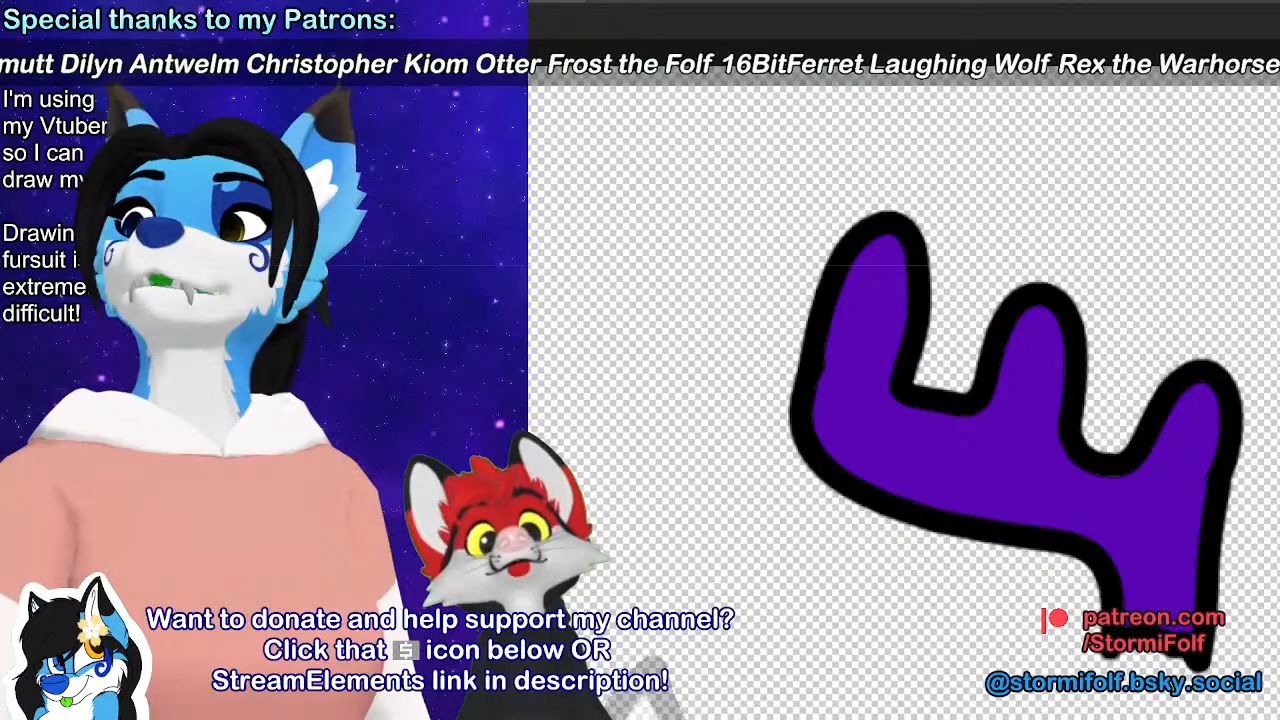 Special thanks to my Patrons:
mutt Dilyn Antwelm Christopher Kiom Otter Frost the Folf 16BitFerret Laughing Wolf Rex the Warhorse
I'm using
my Vtuber
so I can
draw my
fursuit
extreme
difficult!
Want to donate and help support my channel?
Click that icon below OR
StreamElements link in description!
patreon.com
/StormiFolf
@stormifolf.bsky.social